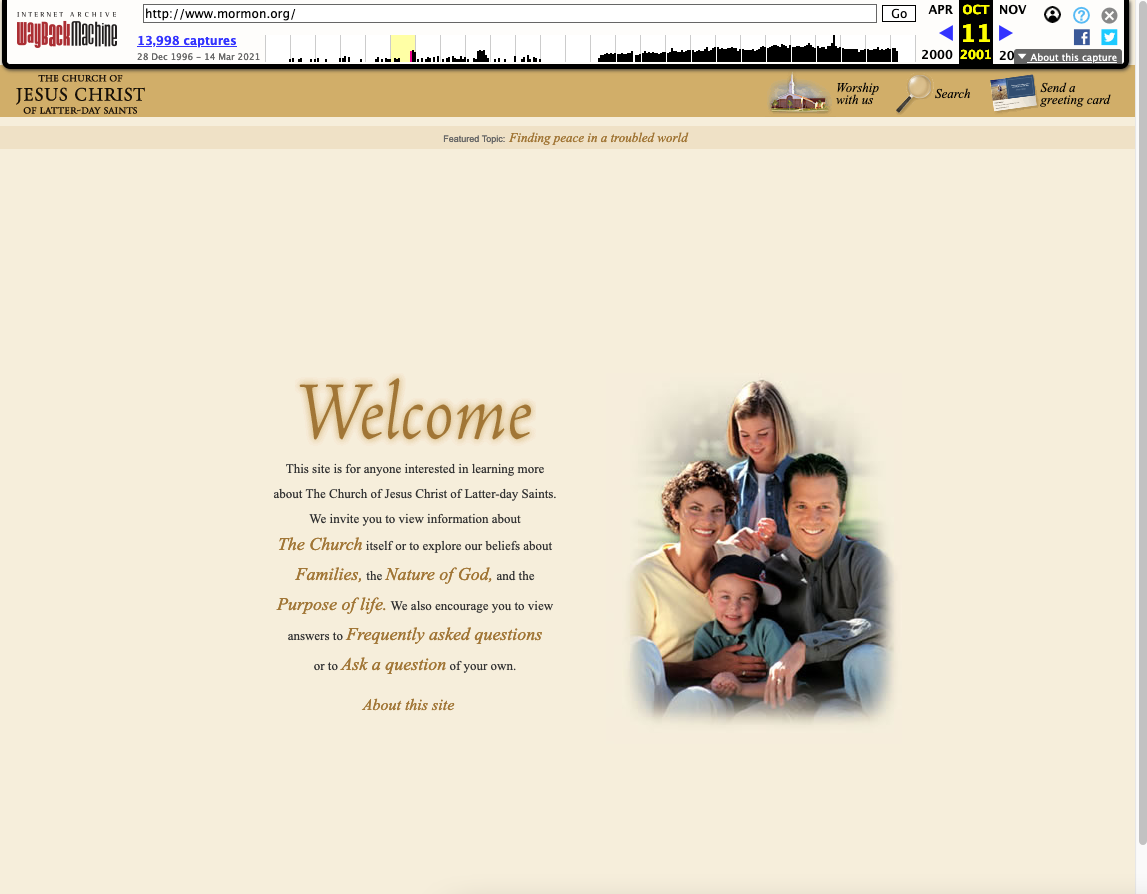 INTERNET ARCHIVE
WayBackMachine
http://www.mormon.org/
Go
13,998 captures
28 Dec 1996 – 14 Mar 2021
APR OCT NOV
11
2000 2001 20
About this capture
THE CHURCH OF
JESUS CHRIST
OF LATTER-DAY SAINTS
Worship
with us
Search
Send a
greeting card
Featured Topic: Finding peace in a troubled world
Welcome
This site is for anyone interested in learning more
about The Church of Jesus Christ of Latter-day Saints.
We invite you to view information about
The Church itself or to explore our beliefs about
Families, the Nature of God, and the
Purpose of life. We also encourage you to view
answers to Frequently asked questions
or to Ask a question of your own.
About this site